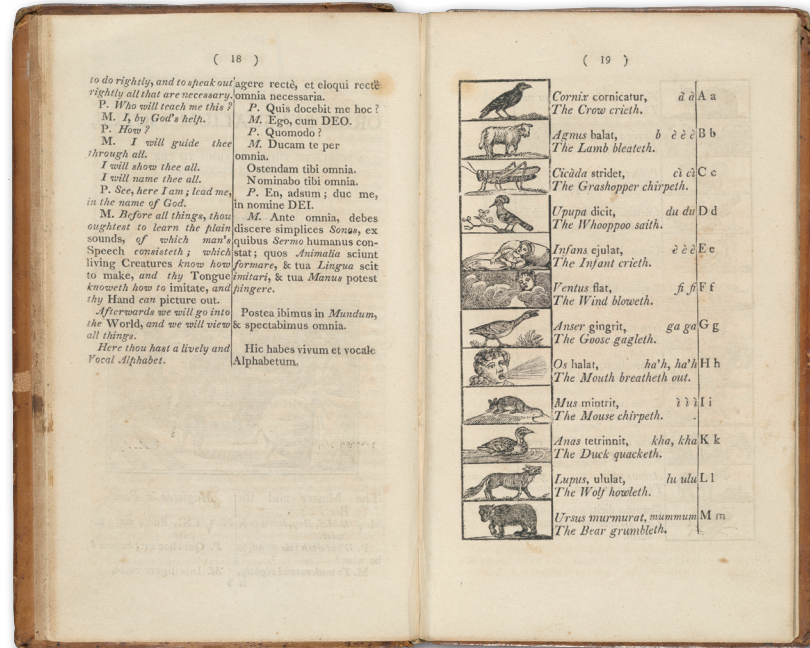 ( 18 )
to do rightly, and to speak out
rightly all that are necessary.
P. Who will teach me this ?
M. I, by God's help.
P. How ?
M. I will guide thee
through all.
I will show thee all.
I will name thee all.
P. See, here I am ; lead me,
in the name of God.
M. Before all things, thou
oughtest to learn the plain
sounds, of which man's
Speech consisteth ; which
living Creatures know how
to make, and thy Tongue
knoweth how to imitate, and
thy Hand can picture out.
Afterwards we will go into
the World, and we will view
all things.
Here thou hast a lively and
Vocal Alphabet.
agere rectè, et eloqui rectè
omnia necessaria.
P. Quis docebit me hoc ?
M. Ego, cum DEO.
P. Quomodo ?
M. Ducam te per
omnia.
Ostendam tibi omnia.
Nominabo tibi omnia.
P. En, adsum ; duc me,
in nomine DEI.
M. Ante omnia, debes
discere simplices Sonos, ex
quibus Sermo humanus con-
stat ; quos Animalia sciunt
formare, & tua Lingua scit
imitari, & tua Manus potest
pingere.
Postea ibimus in Mundum,
& spectabimus omnia.
Hic habes vivum et vocale
Alphabetum.
( 19 )
Cornix cornicatur, à à A a
The Crow crieth.
Agnus balat, b è è è B b
The Lamb bleateth.
Cicàda stridet, cì cì C c
The Grashopper chirpeth.
Upupa dicit, du du D d
The Whooppoo saith.
Infans ejulat, è è è E e
The Infant crieth.
Ventus flat, fi fi F f
The Wind bloweth.
Anser gingrit, ga ga G g
The Goose gagleth.
Os halat, ha'h, ha'h H h
The Mouth breatheth out.
Mus mintrit, ì ì ì I i
The Mouse chirpeth.
Anas tetrinnit, kha, kha K k
The Duck quacketh.
Lupus, ululat, lu ulu L l
The Wolf howleth.
Ursus murmurat, mummum M m
The Bear grumbleth.